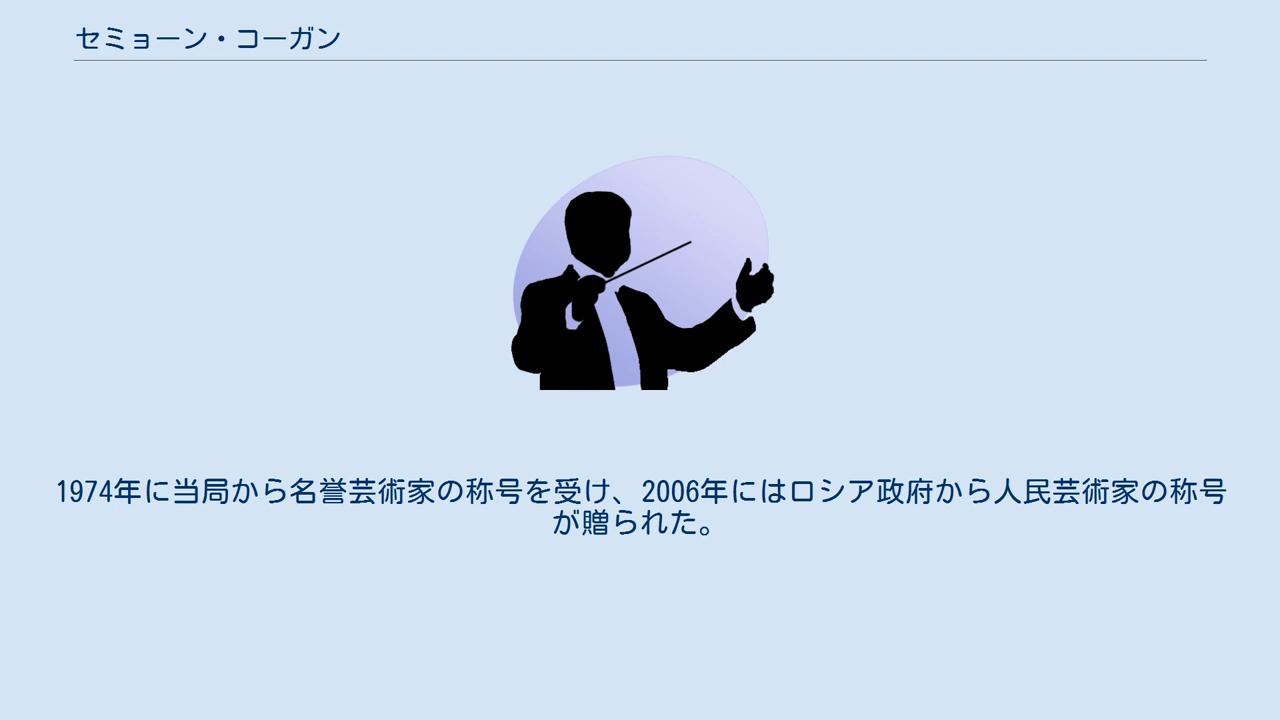 セミョーン・コーガン
1974年に当局から名誉芸術家の称号を受け、2006年にはロシア政府から人民芸術家の称号
が贈られた。